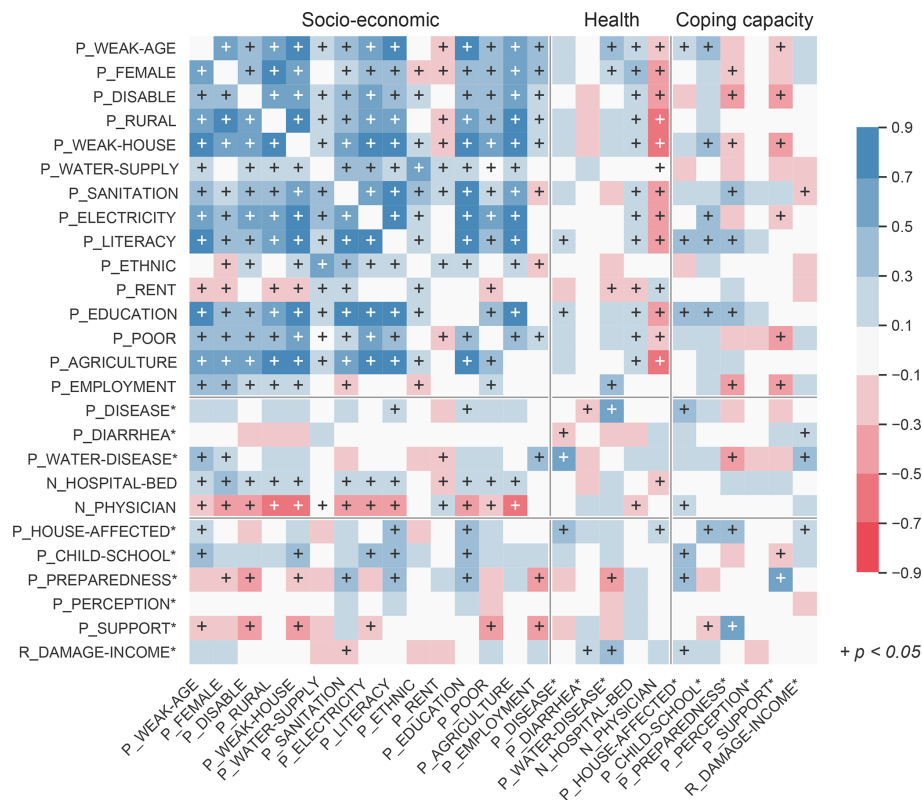 Socio-economic Health Coping capacity
P_WEAK-AGE
P_FEMALE
P_DISABLE
P_RURAL
P_WEAK-HOUSE
P_WATER-SUPPLY
P_SANITATION
P_ELECTRICITY
P_LITERACY
P_ETHNIC
P_RENT
P_EDUCATION
P_POOR
P_AGRICULTURE
P_EMPLOYMENT
P_DISEASE*
P_DIARRHEA*
P_WATER-DISEASE*
N_HOSPITAL-BED
N_PHYSICIAN
P_HOUSE-AFFECTED*
P_CHILD-SCHOOL*
P_PREPAREDNESS*
P_PERCEPTION*
P_SUPPORT*
R_DAMAGE-INCOME*
0.9
0.7
0.5
0.3
0.1
−0.1
−0.3
−0.5
−0.7
−0.9
+ p < 0.05
P_WEAK-AGE
P_FEMALE
P_DISABLE
P_RURAL
P_WEAK-HOUSE
P_WATER-SUPPLY
P_SANITATION
P_ELECTRICITY
P_LITERACY
P_ETHNIC
P_RENT
P_EDUCATION
P_POOR
P_AGRICULTURE
P_EMPLOYMENT
P_DISEASE*
P_DIARRHEA*
P_WATER-DISEASE*
N_HOSPITAL-BED
N_PHYSICIAN
P_HOUSE-AFFECTED*
P_CHILD-SCHOOL*
P_PREPAREDNESS*
P_PERCEPTION*
P_SUPPORT*
R_DAMAGE-INCOME*